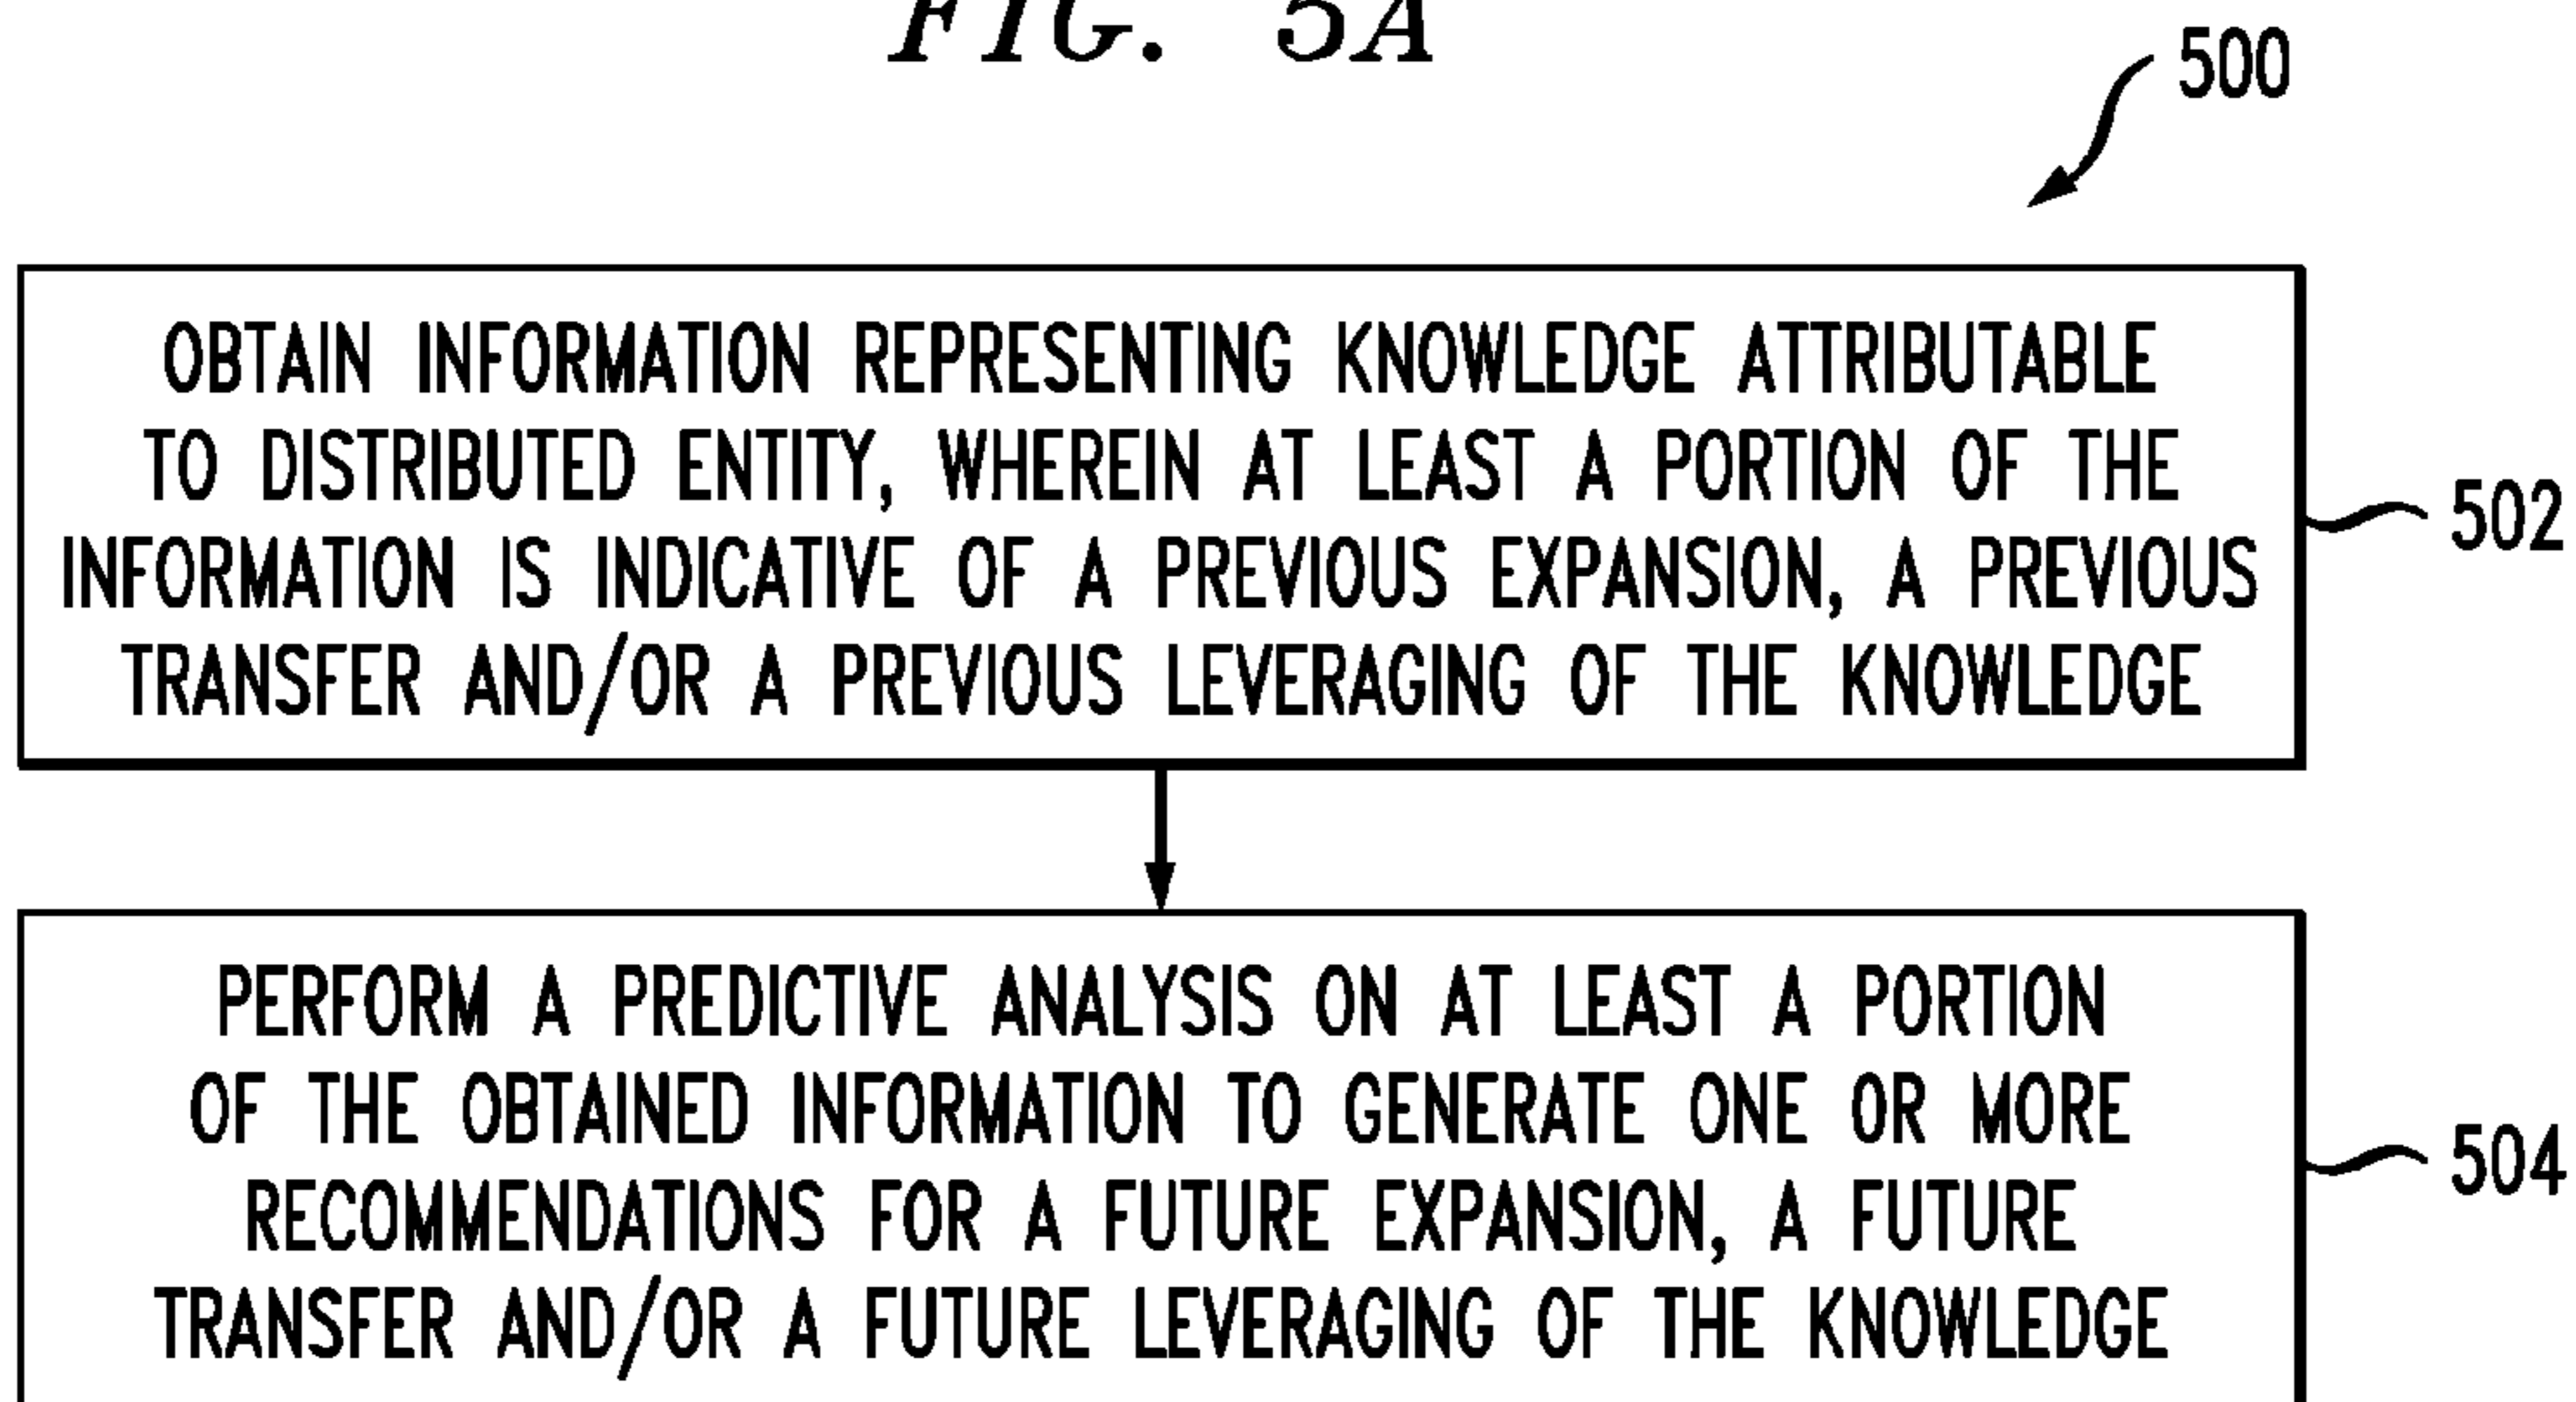 FIG. 5A
500
OBTAIN INFORMATION REPRESENTING KNOWLEDGE ATTRIBUTABLE
TO DISTRIBUTED ENTITY, WHEREIN AT LEAST A PORTION OF THE
INFORMATION IS INDICATIVE OF A PREVIOUS EXPANSION, A PREVIOUS
TRANSFER AND/OR A PREVIOUS LEVERAGING OF THE KNOWLEDGE
502
PERFORM A PREDICTIVE ANALYSIS ON AT LEAST A PORTION
OF THE OBTAINED INFORMATION TO GENERATE ONE OR MORE
RECOMMENDATIONS FOR A FUTURE EXPANSION, A FUTURE
TRANSFER AND/OR A FUTURE LEVERAGING OF THE KNOWLEDGE
504